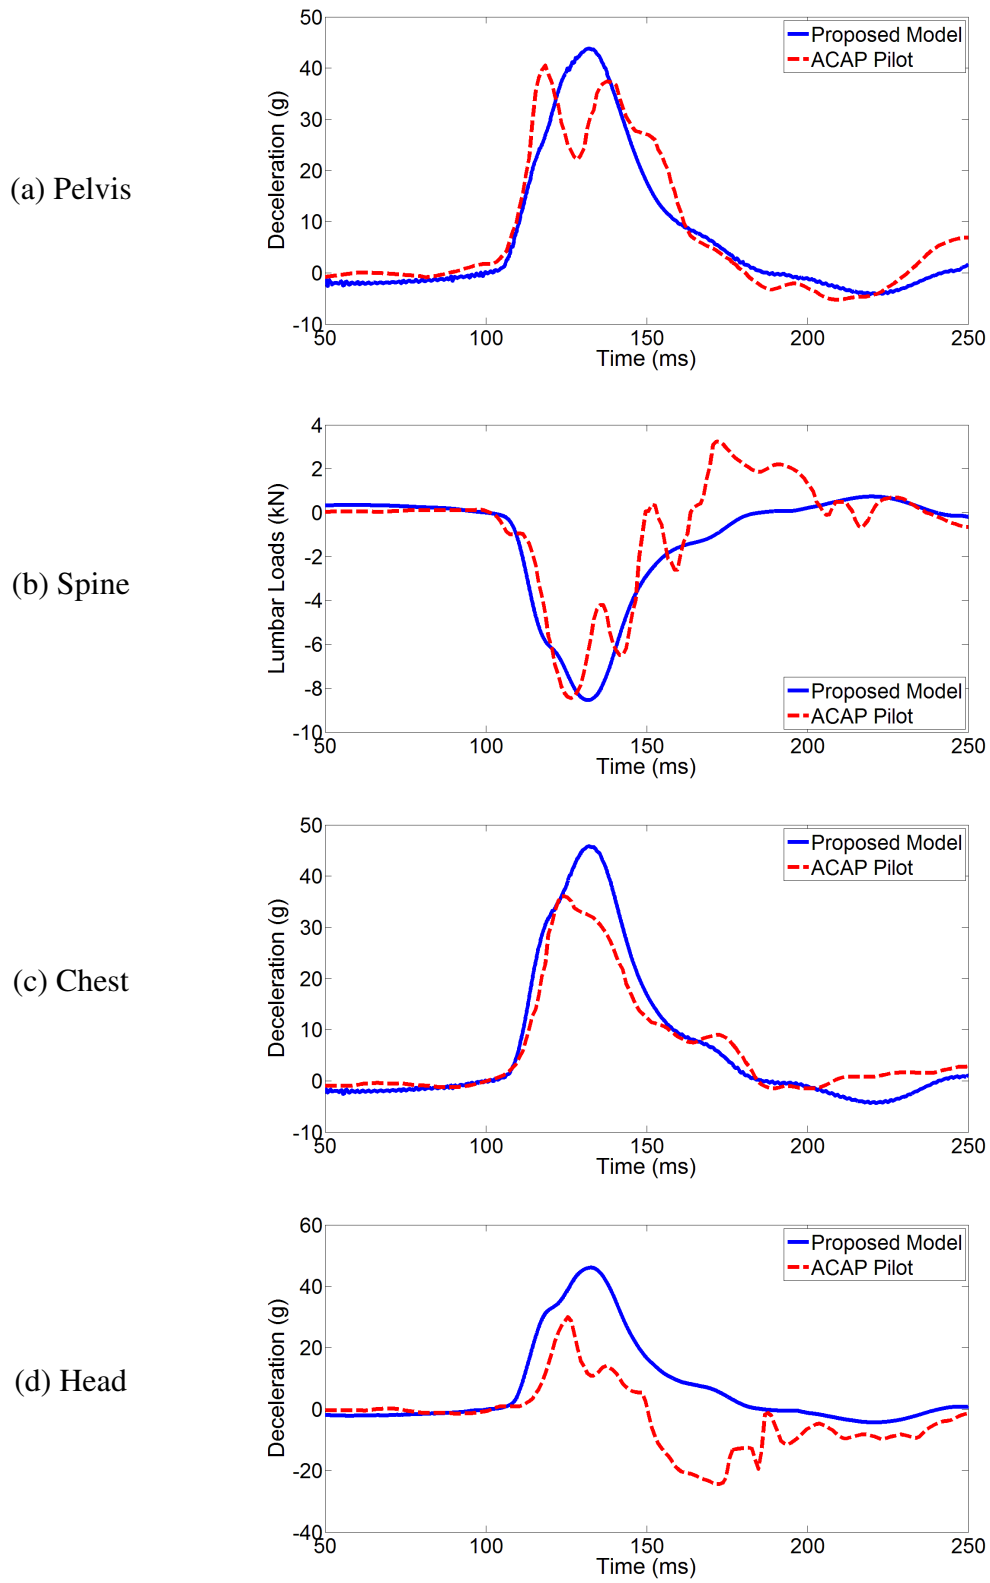 50
40
30
20
10
0
-10
Deceleration (g)
Proposed Model
ACAP Pilot
(a) Pelvis
50
100
150
200
250
Time (ms)
4
2
0
-2
-4
-6
-8
-10
Lumbar Loads (kN)
(b) Spine
Proposed Model
ACAP Pilot
50
100
150
200
250
Time (ms)
50
40
30
20
10
0
-10
Deceleration (g)
Proposed Model
ACAP Pilot
(c) Chest
50
100
150
200
250
Time (ms)
60
40
20
0
-20
-40
Deceleration (g)
Proposed Model
ACAP Pilot
(d) Head
50
100
150
200
250
Time (ms)